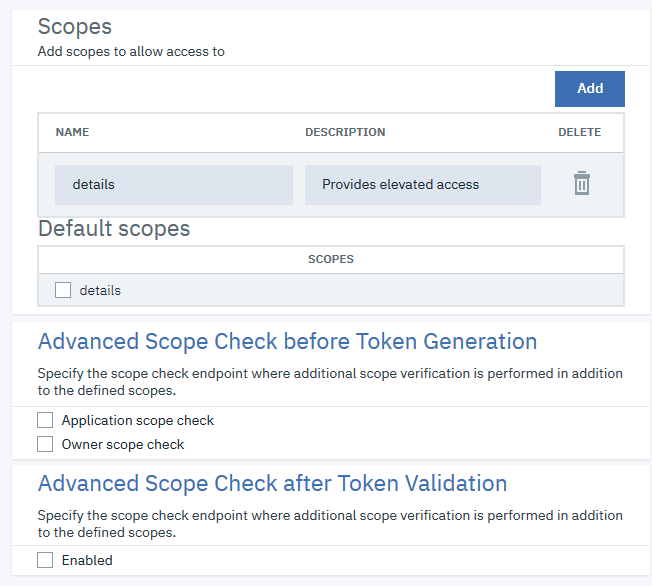 Scopes
Add scopes to allow access to
Add
NAME DESCRIPTION DELETE
details Provides elevated access
Default scopes
SCOPES
details
Advanced Scope Check before Token Generation
Specify the scope check endpoint where additional scope verification is performed in addition
to the defined scopes.
Application scope check
Owner scope check
Advanced Scope Check after Token Validation
Specify the scope check endpoint where additional scope verification is performed in addition
to the defined scopes.
Enabled